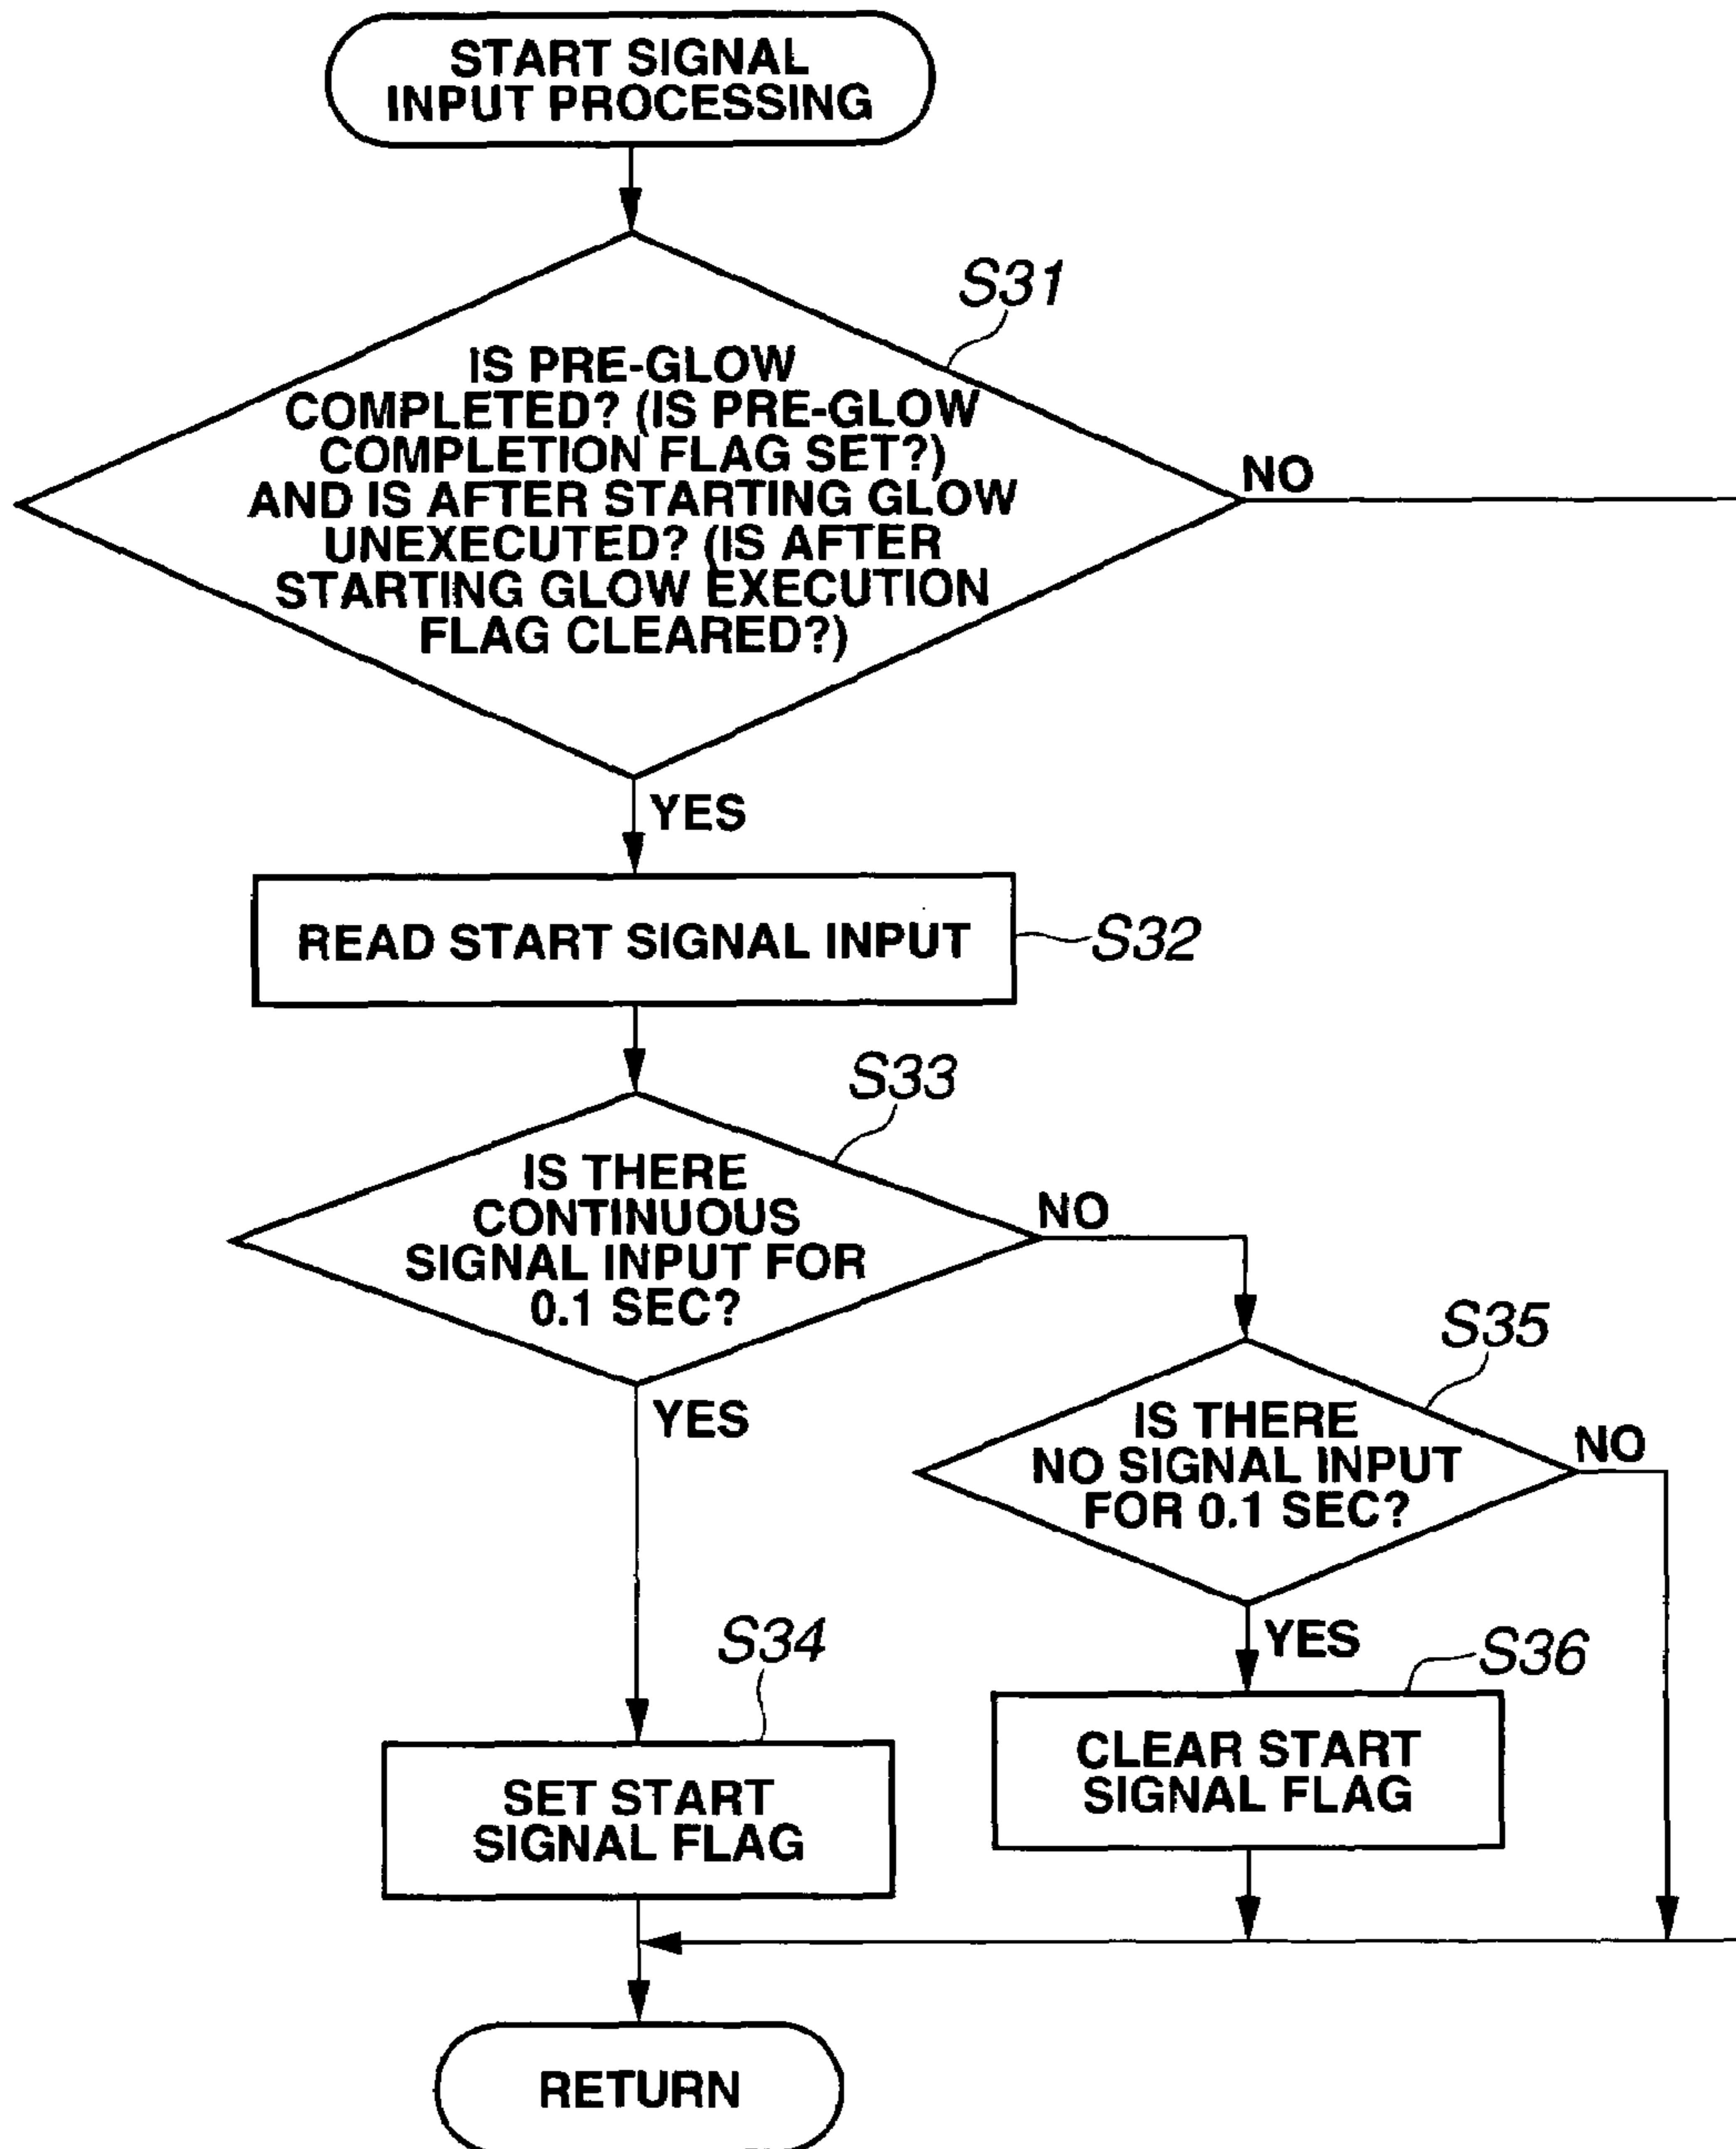 START SIGNAL
INPUT PROCESSING
S31
IS PRE-GLOW
COMPLETED? (IS PRE-GLOW
COMPLETION FLAG SET?)
AND IS AFTER STARTING GLOW
UNEXECUTED? (IS AFTER
STARTING GLOW EXECUTION
FLAG CLEARED?)
NO
YES
READ START SIGNAL INPUT
S32
S33
IS THERE
CONTINUOUS
SIGNAL INPUT FOR
0.1 SEC?
NO
YES
S35
IS THERE
NO SIGNAL INPUT
FOR 0.1 SEC?
NO
YES
S34
SET START
SIGNAL FLAG
S36
CLEAR START
SIGNAL FLAG
RETURN